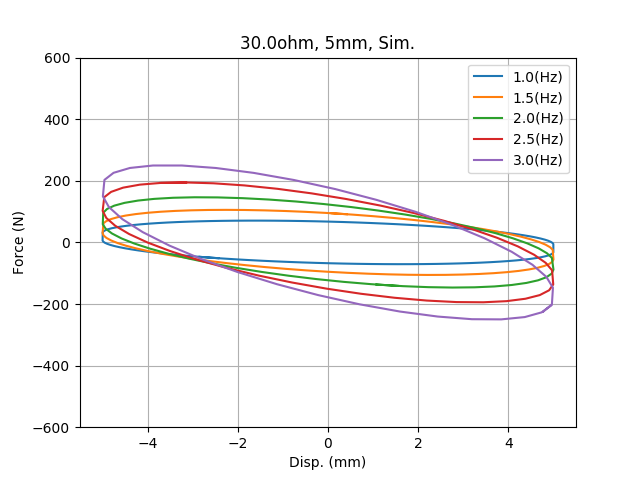 30.0ohm, 5mm, Sim.
Force (N)
600
400
200
0
−200
−400
−600
1.0(Hz)
1.5(Hz)
2.0(Hz)
2.5(Hz)
3.0(Hz)
−4
−2
0
2
4
Disp. (mm)